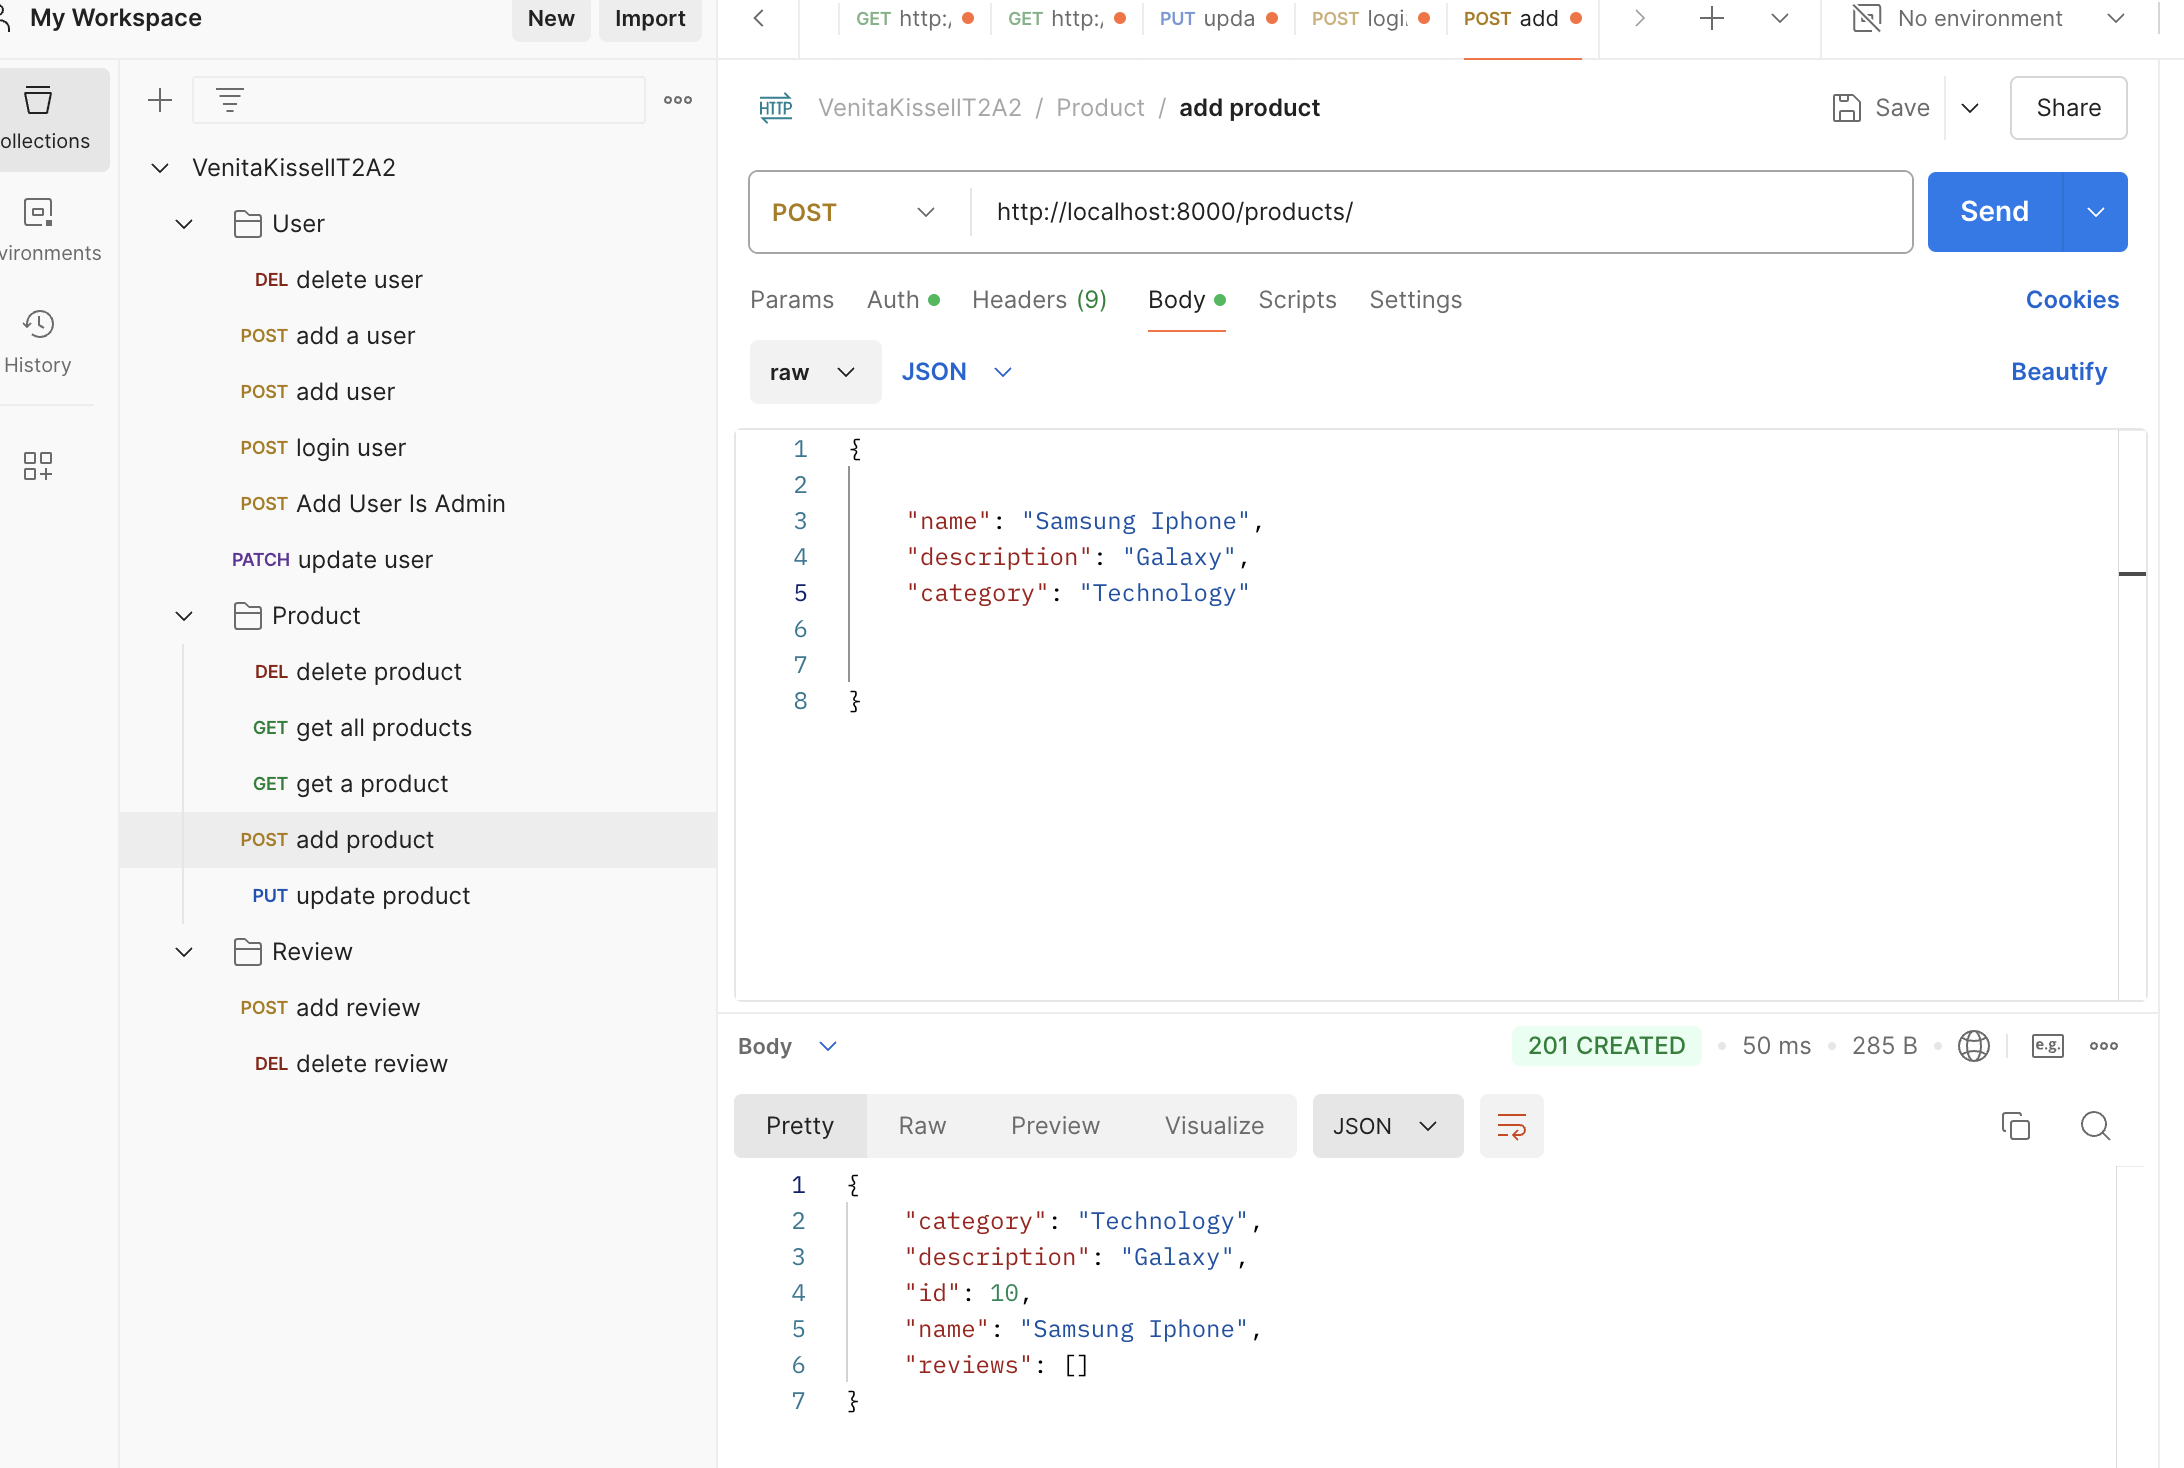 My Workspace
New
Import
GET http:/
GET http:/
PUT upda
POST logi
POST add
No environment
ollections
vironments
History
VenitaKissellT2A2
User
DEL delete user
POST add a user
POST add user
POST login user
POST Add User Is Admin
PATCH update user
Product
DEL delete product
GET get all products
GET get a product
POST add product
PUT update product
Review
POST add review
DEL delete review
HTTP VenitaKissellT2A2 / Product / add product
Save
Share
POST http://localhost:8000/products/
Send
Params Auth Headers (9) Body Scripts Settings Cookies
raw JSON Beautify
1 {
2
3 "name": "Samsung Iphone",
4 "description": "Galaxy",
5 "category": "Technology"
6
7
8 }
Body 201 CREATED 50 ms 285 B e.g.
Pretty Raw Preview Visualize JSON
1 {
2 "category": "Technology",
3 "description": "Galaxy",
4 "id": 10,
5 "name": "Samsung Iphone",
6 "reviews": []
7 }